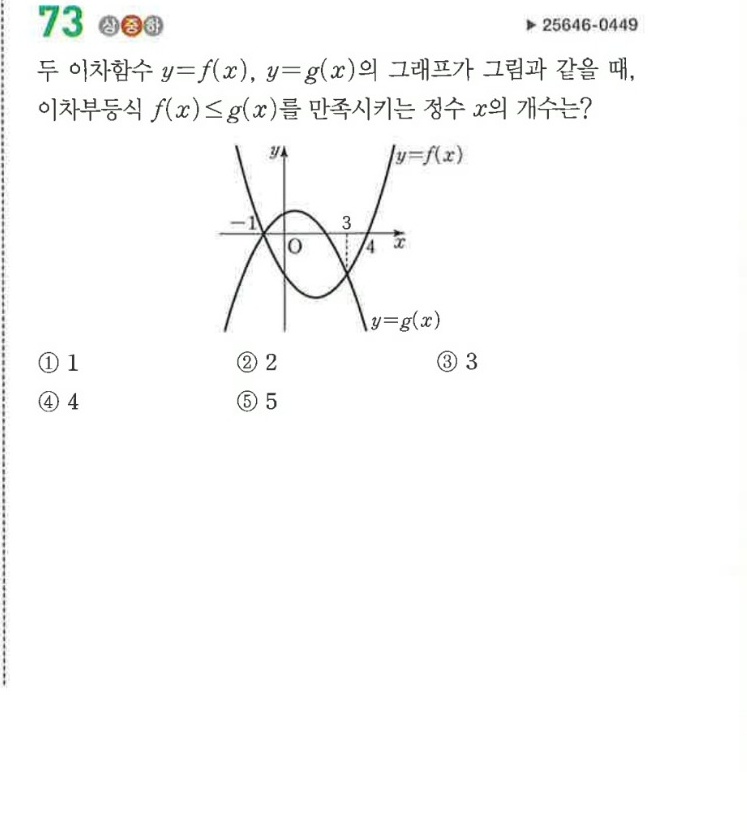 73 상중하 ▶ 25646-0449
두 이차함수 y=f(x), y=g(x)의 그래프가 그림과 같을 때,
이차부등식 f(x)≤g(x)를 만족시키는 정수 x의 개수는?
y y=f(x)
-1 3
O 4 x
y=g(x)
① 1 ② 2 ③ 3
④ 4 ⑤ 5